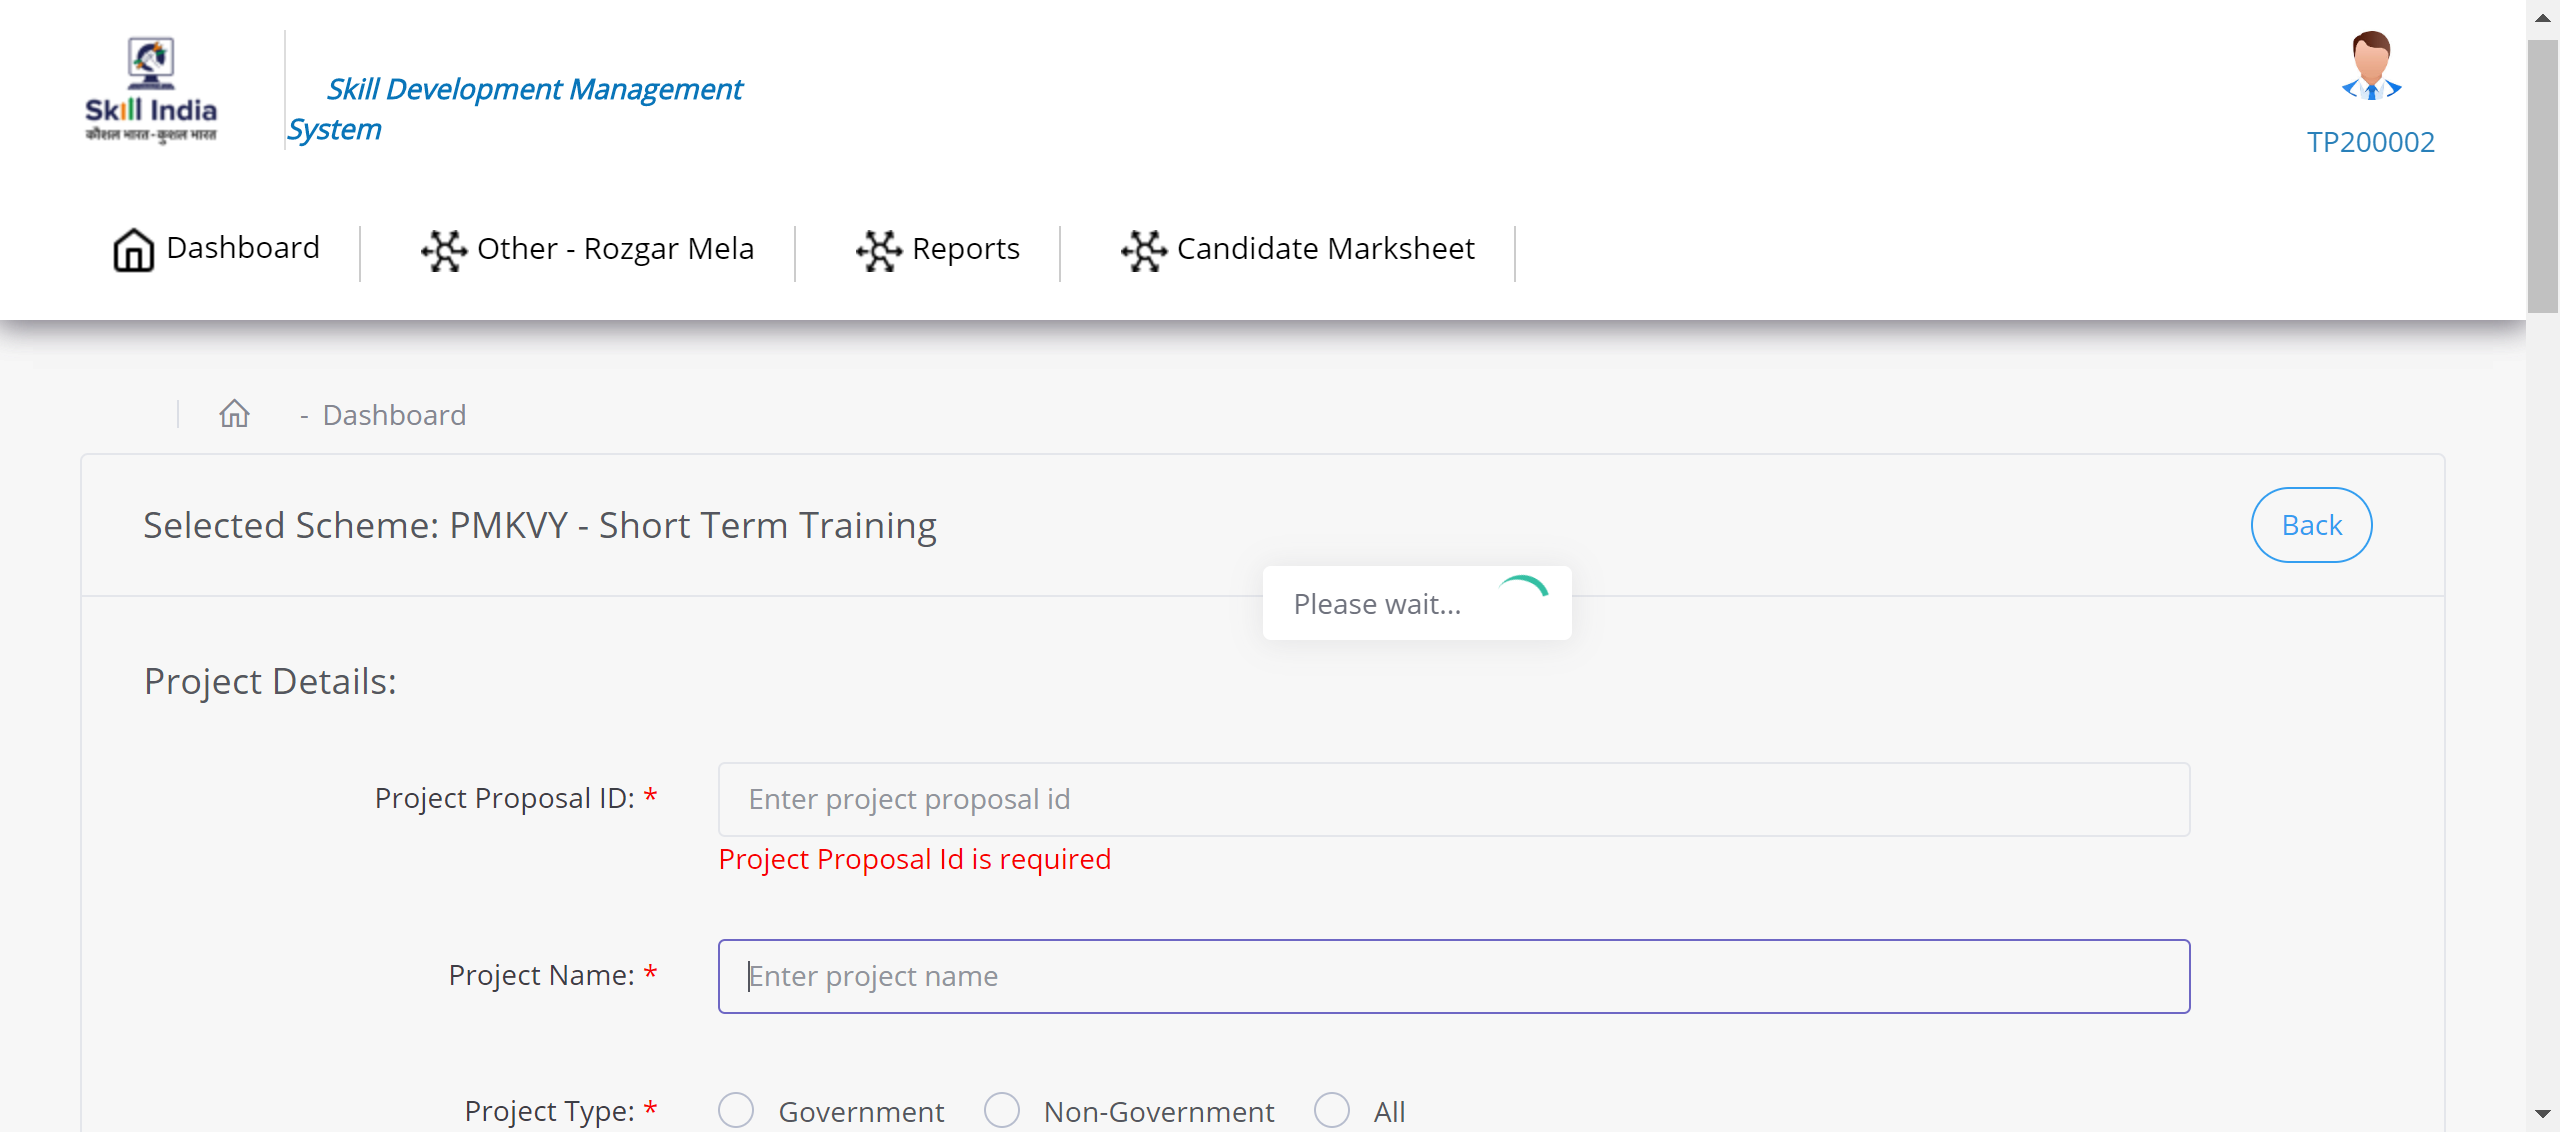 Skill India
कौशल भारत-कुशल भारत
Skill Development Management
System
TP200002
Dashboard
Other - Rozgar Mela
Reports
Candidate Marksheet
- Dashboard
Selected Scheme: PMKVY - Short Term Training
Back
Please wait...
Project Details:
Project Proposal ID: *
Enter project proposal id
Project Proposal Id is required
Project Name: *
Enter project name
Project Type: *
Government
Non-Government
All